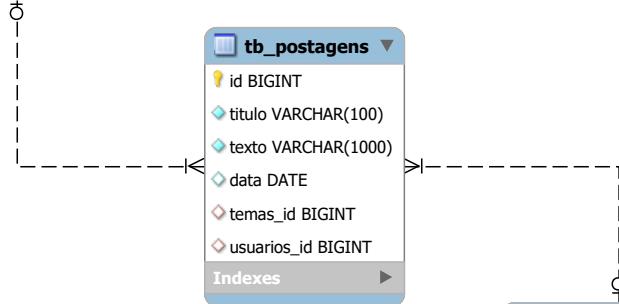 tb_postagens
id BIGINT
titulo VARCHAR(100)
texto VARCHAR(1000)
data DATE
temas_id BIGINT
usuarios_id BIGINT
Indexes